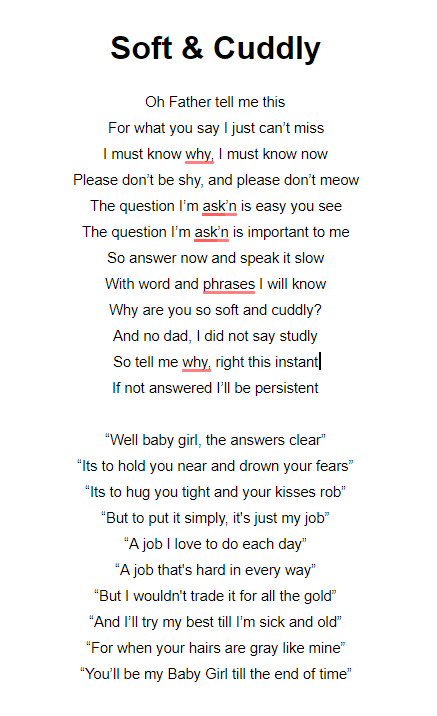 Soft & Cuddly
Oh Father tell me this
For what you say I just can’t miss
I must know why, I must know now
Please don’t be shy, and please don’t meow
The question I’m ask’n is easy you see
The question I’m ask’n is important to me
So answer now and speak it slow
With word and phrases I will know
Why are you so soft and cuddly?
And no dad, I did not say studly
So tell me why, right this instant
If not answered I’ll be persistent
“Well baby girl, the answers clear”
“Its to hold you near and drown your fears”
“Its to hug you tight and your kisses rob”
“But to put it simply, it's just my job”
“A job I love to do each day”
“A job that's hard in every way”
“But I wouldn't trade it for all the gold”
“And I’ll try my best till I’m sick and old”
“For when your hairs are gray like mine”
“You’ll be my Baby Girl till the end of time”